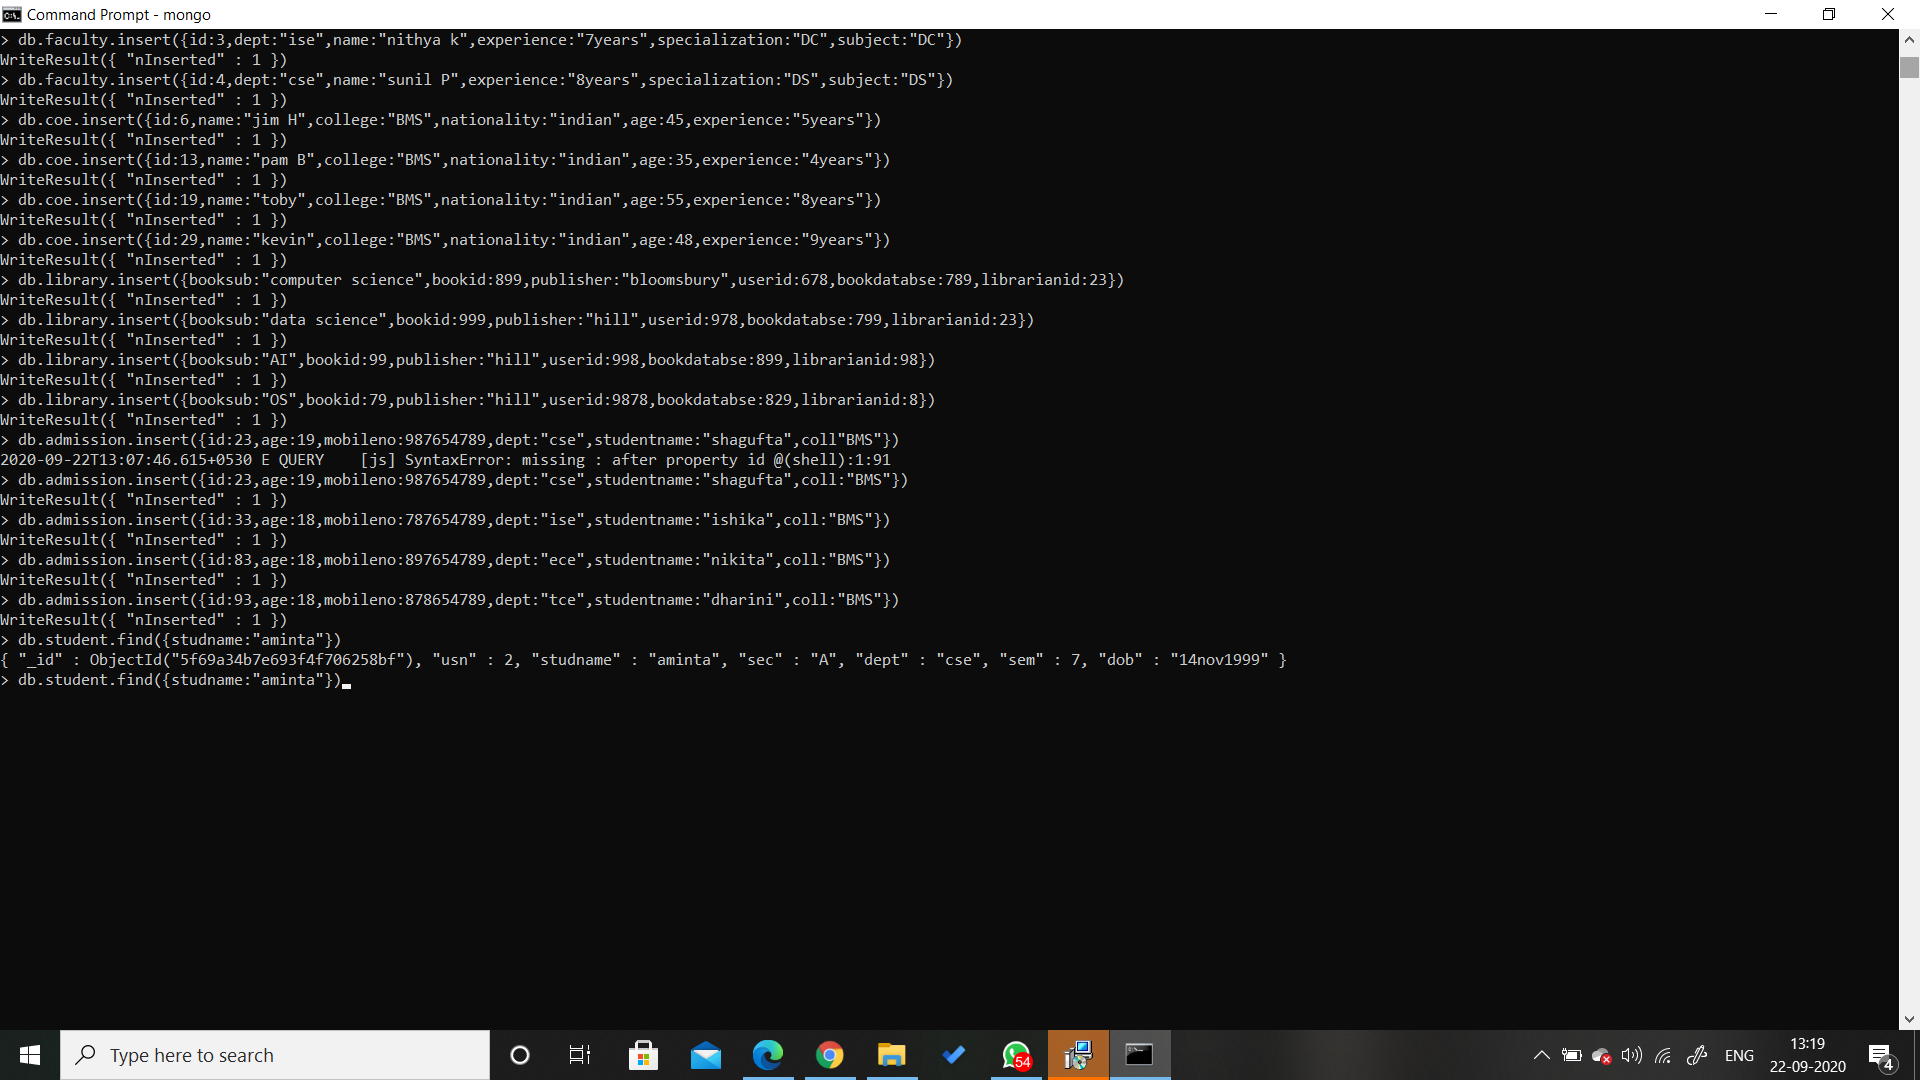 Command Prompt - mongo
> db.faculty.insert({id:3,dept:"ise",name:"nithya k",experience:"7years",specialization:"DC",subject:"DC"})
WriteResult({ "nInserted" : 1 })
> db.faculty.insert({id:4,dept:"cse",name:"sunil P",experience:"8years",specialization:"DS",subject:"DS"})
WriteResult({ "nInserted" : 1 })
> db.coe.insert({id:6,name:"jim H",college:"BMS",nationality:"indian",age:45,experience:"5years"})
WriteResult({ "nInserted" : 1 })
> db.coe.insert({id:13,name:"pam B",college:"BMS",nationality:"indian",age:35,experience:"4years"})
WriteResult({ "nInserted" : 1 })
> db.coe.insert({id:19,name:"toby",college:"BMS",nationality:"indian",age:55,experience:"8years"})
WriteResult({ "nInserted" : 1 })
> db.coe.insert({id:29,name:"kevin",college:"BMS",nationality:"indian",age:48,experience:"9years"})
WriteResult({ "nInserted" : 1 })
> db.library.insert({booksub:"computer science",bookid:899,publisher:"bloomsbury",userid:678,bookdatabse:789,librarianid:23})
WriteResult({ "nInserted" : 1 })
> db.library.insert({booksub:"data science",bookid:999,publisher:"hill",userid:978,bookdatabse:799,librarianid:23})
WriteResult({ "nInserted" : 1 })
> db.library.insert({booksub:"AI",bookid:99,publisher:"hill",userid:998,bookdatabse:899,librarianid:98})
WriteResult({ "nInserted" : 1 })
> db.library.insert({booksub:"OS",bookid:79,publisher:"hill",userid:9878,bookdatabse:829,librarianid:8})
WriteResult({ "nInserted" : 1 })
> db.admission.insert({id:23,age:19,mobileno:987654789,dept:"cse",studentname:"shagufta",coll"BMS"})
2020-09-22T13:07:46.615+0530 E QUERY    [js] SyntaxError: missing : after property id @(shell):1:91
> db.admission.insert({id:23,age:19,mobileno:987654789,dept:"cse",studentname:"shagufta",coll:"BMS"})
WriteResult({ "nInserted" : 1 })
> db.admission.insert({id:33,age:18,mobileno:787654789,dept:"ise",studentname:"ishika",coll:"BMS"})
WriteResult({ "nInserted" : 1 })
> db.admission.insert({id:83,age:18,mobileno:897654789,dept:"ece",studentname:"nikita",coll:"BMS"})
WriteResult({ "nInserted" : 1 })
> db.admission.insert({id:93,age:18,mobileno:878654789,dept:"tce",studentname:"dharini",coll:"BMS"})
WriteResult({ "nInserted" : 1 })
> db.student.find({studname:"aminta"})
{ "_id" : ObjectId("5f69a34b7e693f4f706258bf"), "usn" : 2, "studname" : "aminta", "sec" : "A", "dept" : "cse", "sem" : 7, "dob" : "14nov1999" }
> db.student.find({studname:"aminta"})
Type here to search
54
ENG
13:19
22-09-2020
4